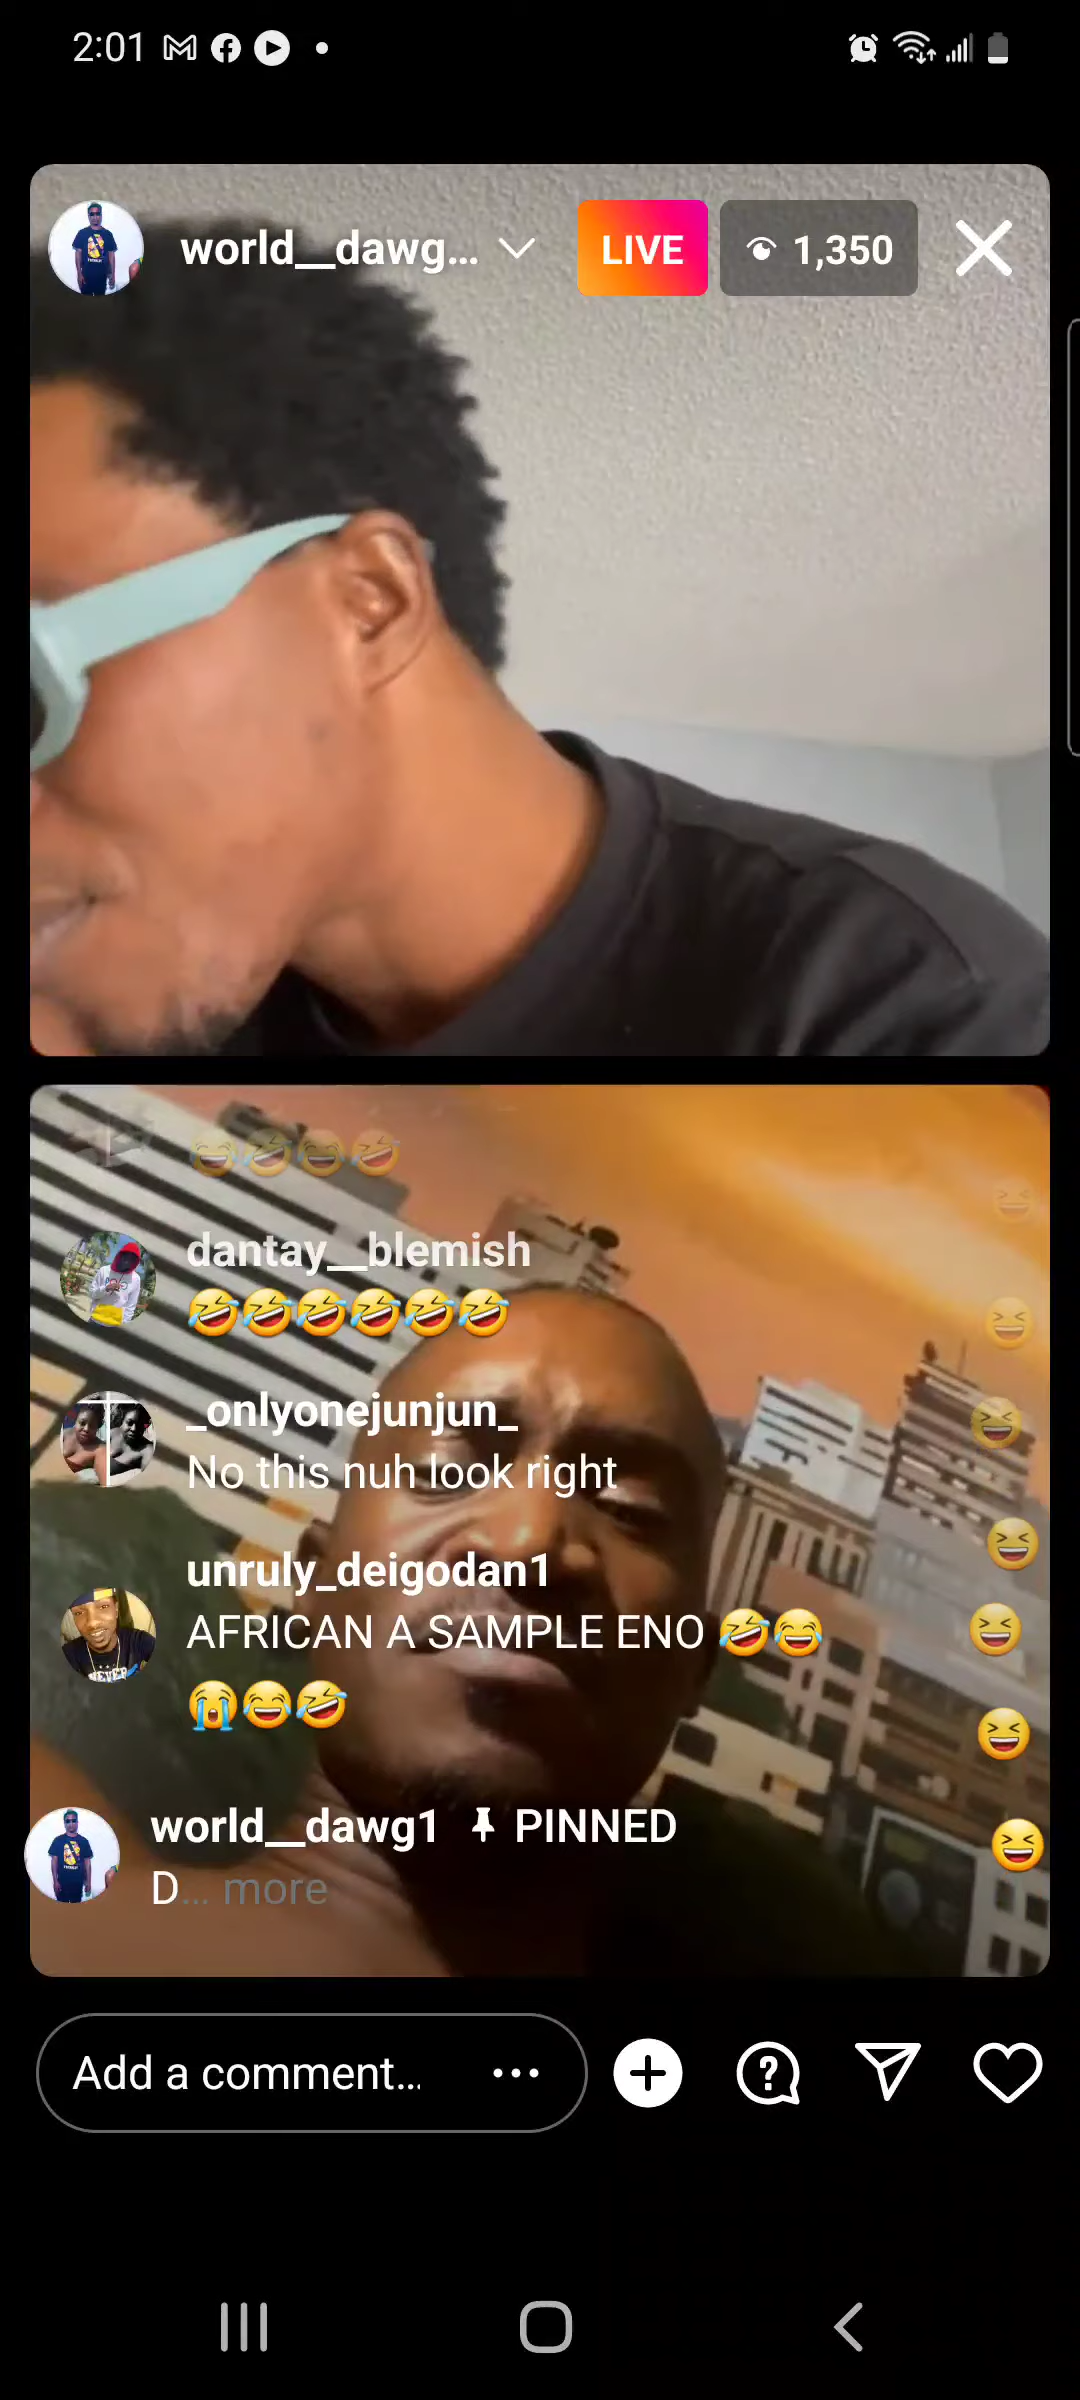 2:01
world__dawg...
LIVE
1,350
😂🤣😂🤣
dantay__blemish
🤣🤣🤣🤣🤣🤣
_onlyonejunjun_
No this nuh look right
unruly_deigodan1
AFRICAN A SAMPLE ENO 🤣😂
😭😂🤣
world__dawg1 PINNED
D... more
Add a comment...